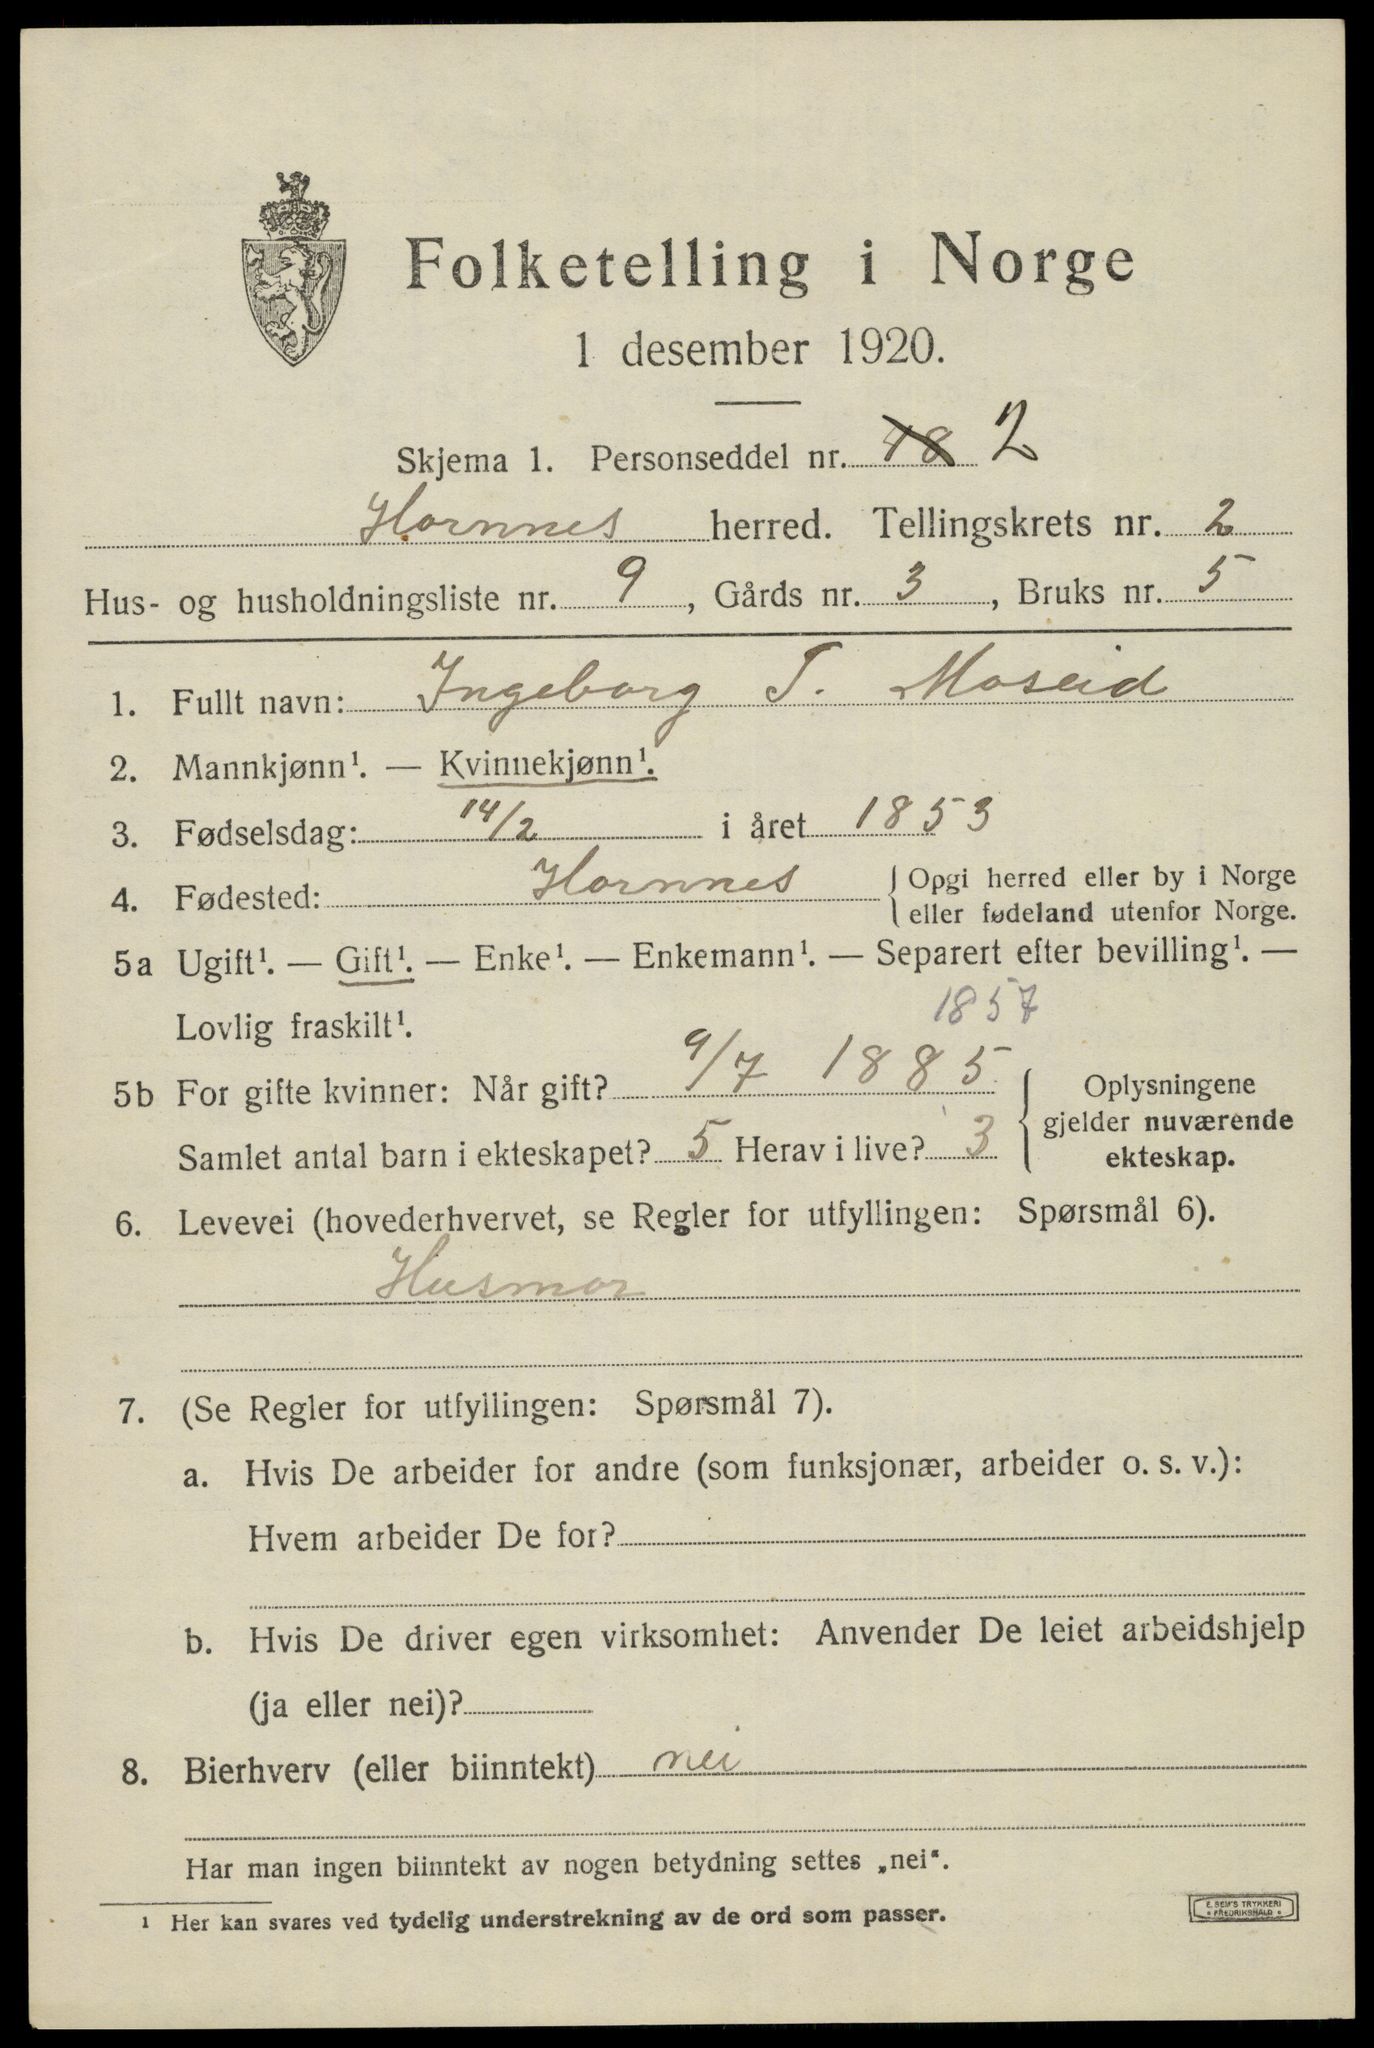 Folketelling i Norge
1 desember 1920.
Skjema 1. Personseddel nr. 18 2
Hornnes herred. Tellingskrets nr. 2
Hus- og husholdningsliste nr. 9, Gårds nr. 3, Bruks nr. 5
1. Fullt navn: Ingeborg T. Moseid
2. Mannkjønn¹. — Kvinnekjønn¹.
3. Fødselsdag: 14/2 i året 1853
4. Fødested: Hornnes { Opgi herred eller by i Norge
eller fødeland utenfor Norge.
5a Ugift¹. — Gift¹. — Enke¹. — Enkemann¹. — Separert efter bevilling¹. —
Lovlig fraskilt¹.
1857
5b For gifte kvinner: Når gift? 9/7 1885 { Oplysningene
gjelder nuværende
Samlet antal barn i ekteskapet? 5 Herav i live? 3 ekteskap.
6. Levevei (hovederhvervet, se Regler for utfyllingen: Spørsmål 6).
Husmor
7. (Se Regler for utfyllingen: Spørsmål 7).
a. Hvis De arbeider for andre (som funksjonær, arbeider o. s. v.):
Hvem arbeider De for?
b. Hvis De driver egen virksomhet: Anvender De leiet arbeidshjelp
(ja eller nei)?
8. Bierhverv (eller biinntekt) nei
Har man ingen biinntekt av nogen betydning settes „nei“.
¹ Her kan svares ved tydelig understrekning av de ord som passer.
E. SEM'S TRYKKERI
• FREDRIKSHALD •